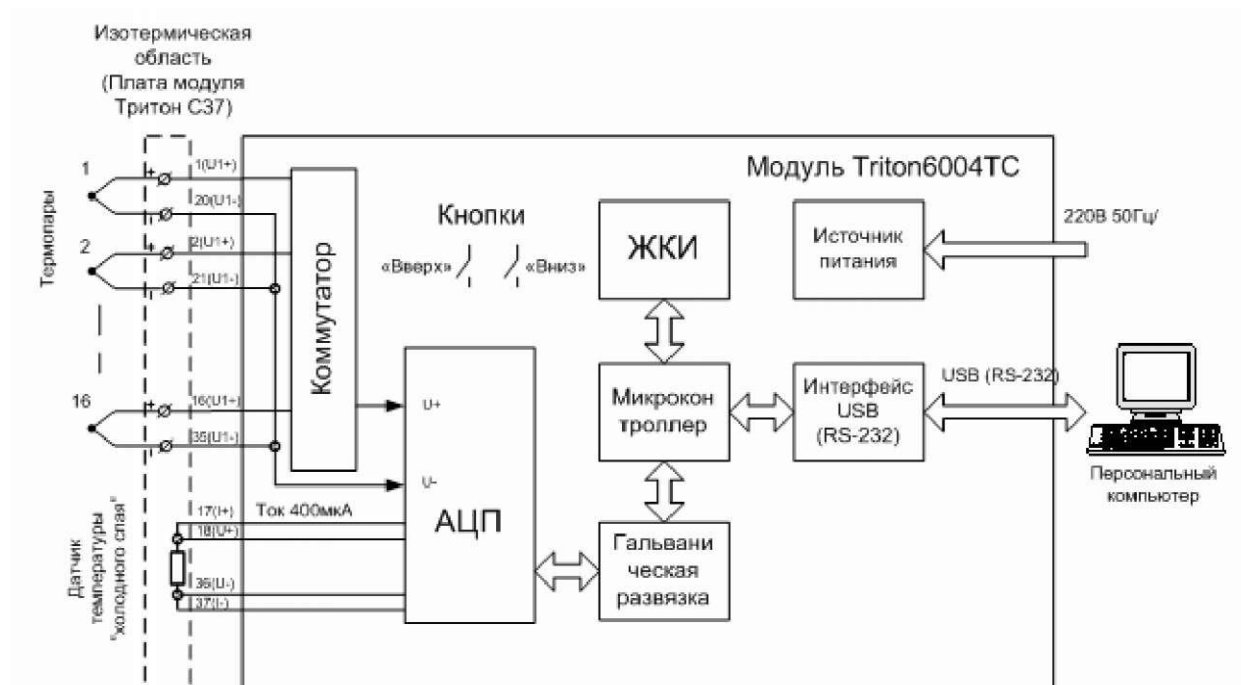 Изотермическая
область
(Плата модуля
Тритон С37)
Модуль Triton6004TC
Термопары
1
1(U1+)
20(U1-)
2
2(U1+)
21(U1-)
16
16(U1+)
35(U1-)
+
+
+
-
-
-
Коммутатор
Кнопки
«Вверх»
«Вниз»
ЖКИ
Источник
питания
220В 50Гц/
U+
U-
АЦП
Микрокон
троллер
Интерфейс
USB
(RS-232)
USB (RS-232)
Персональный
компьютер
Гальвани
ческая
развязка
Датчик
температуры
"холодного спая"
17(I+)
Ток 400мкА
18(U+)
36(U-)
37(I-)